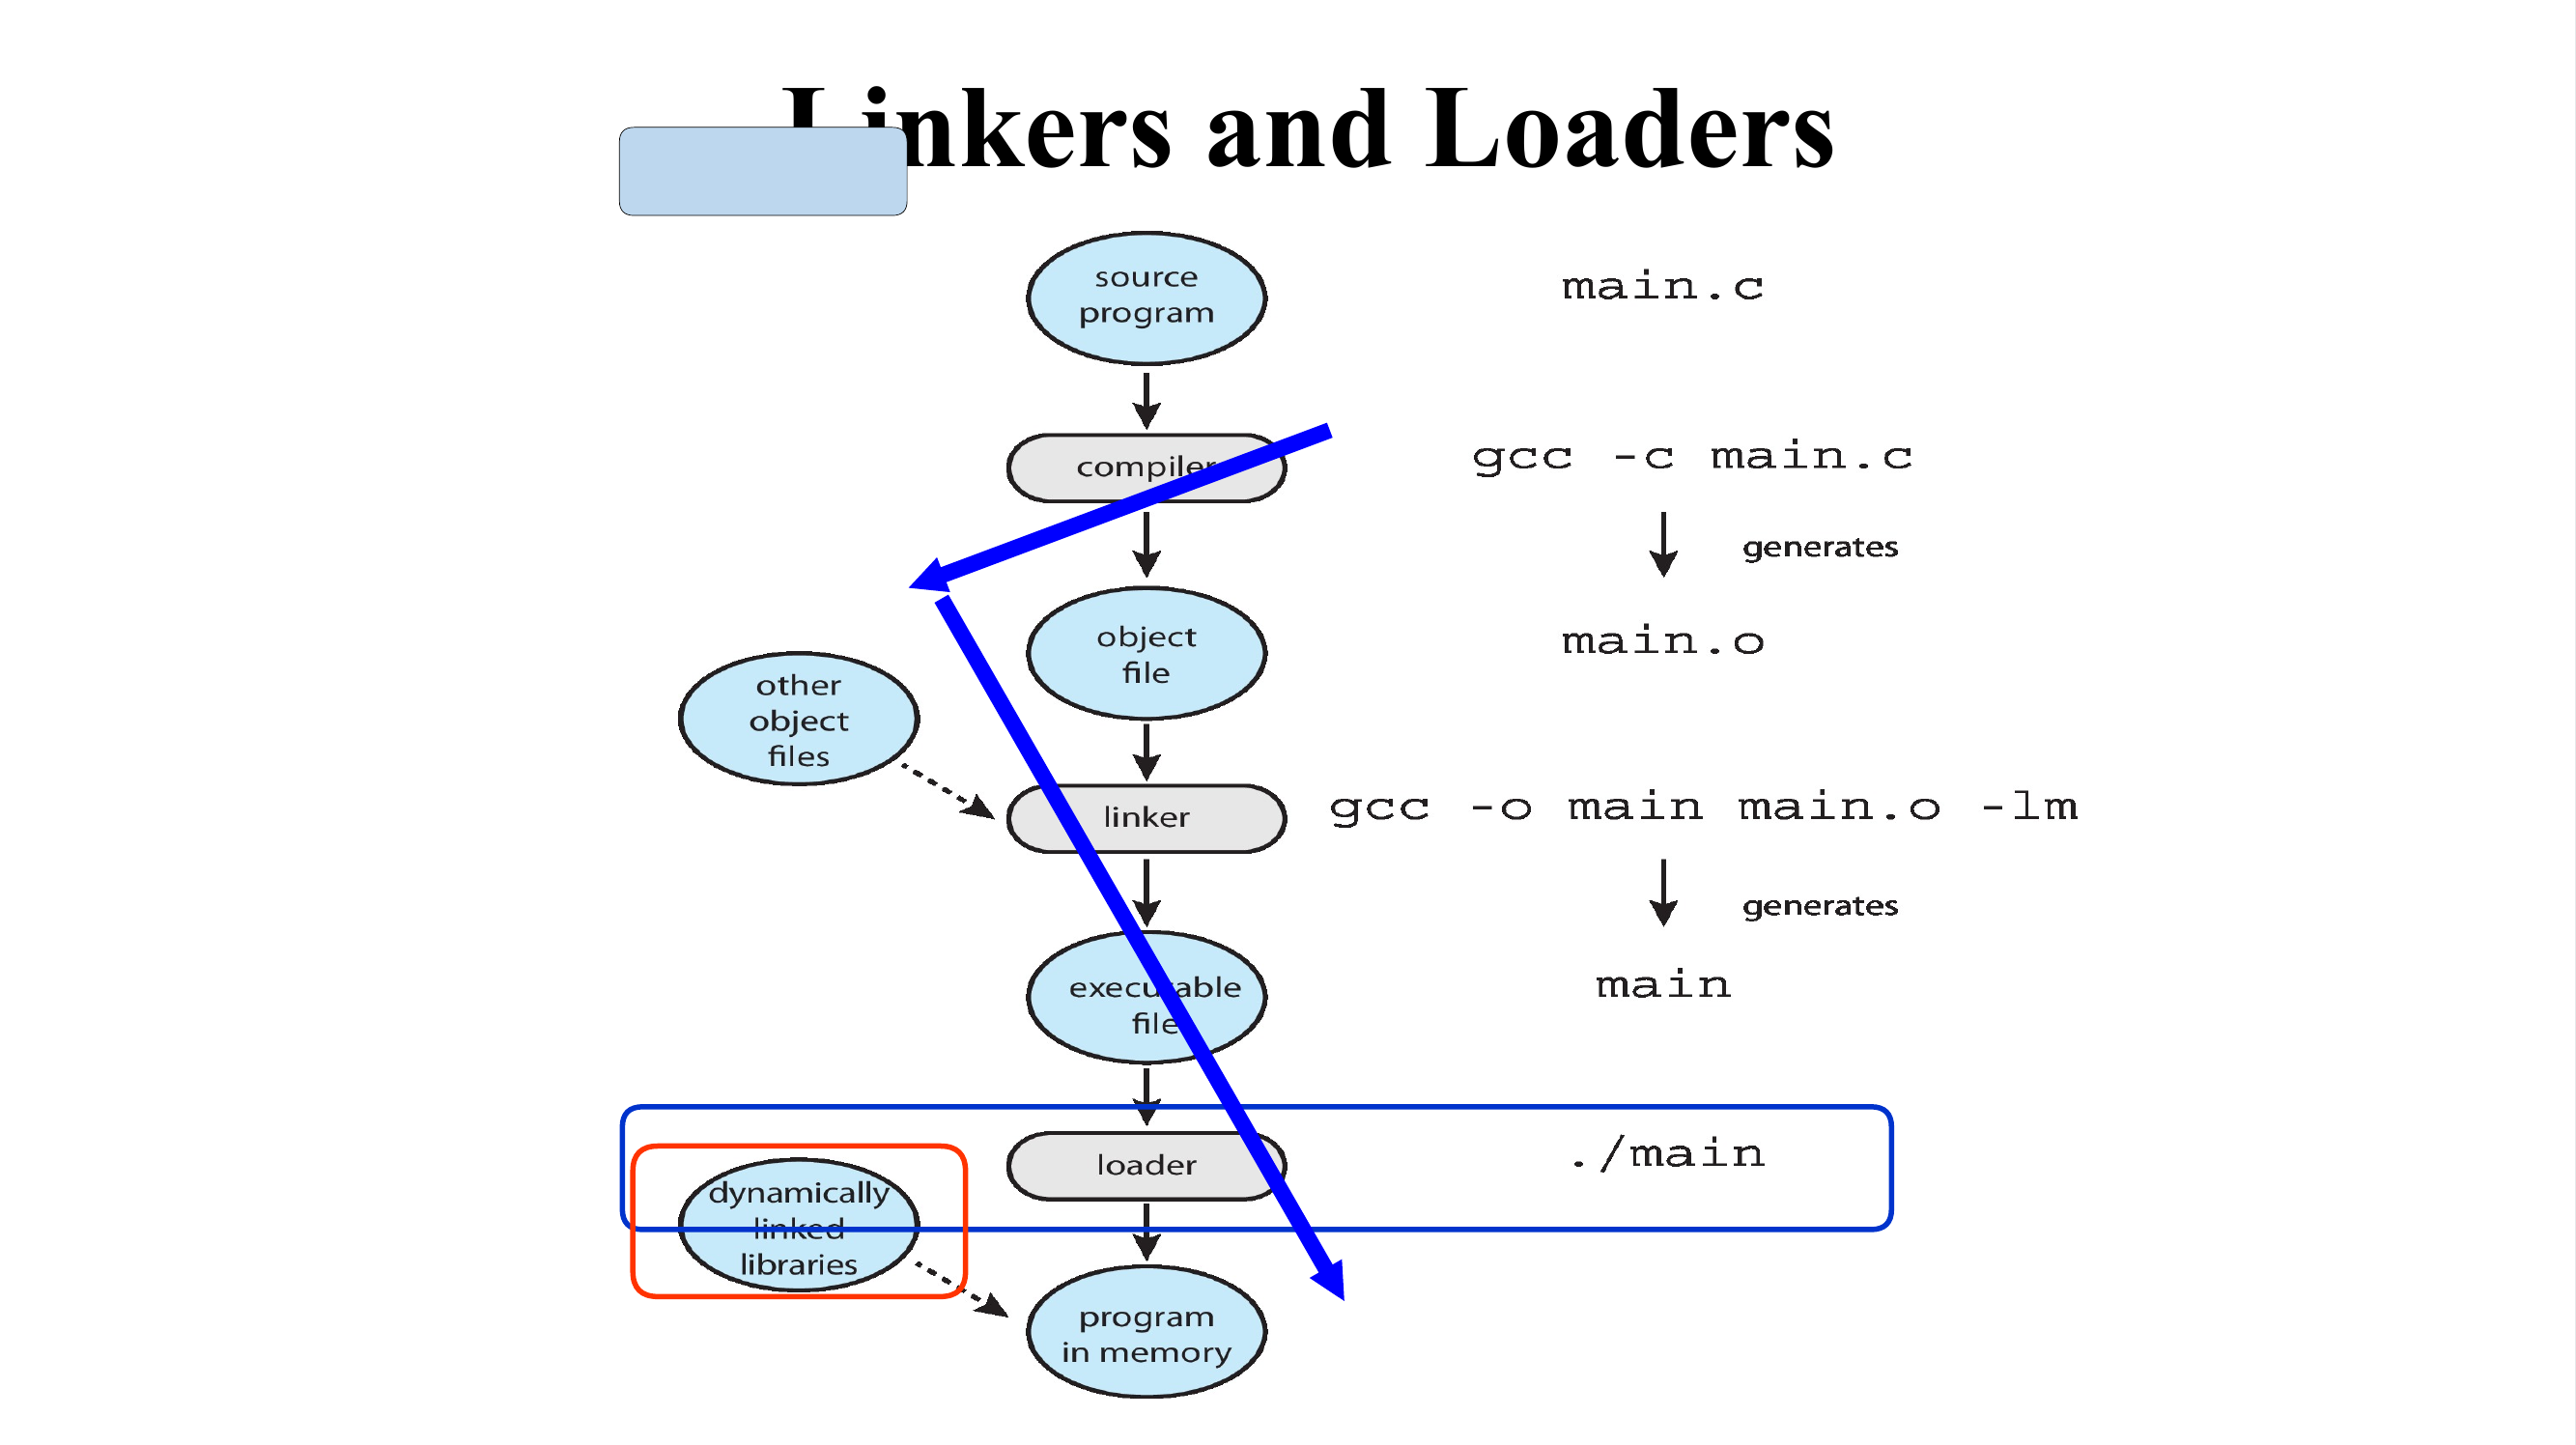 Linkers and Loaders
source
program
main.c
compiler
gcc -c main.c
generates
object
file
main.o
other
object
files
linker
gcc -o main main.o -lm
generates
executable
file
main
loader
./main
dynamically
linked
libraries
program
in memory